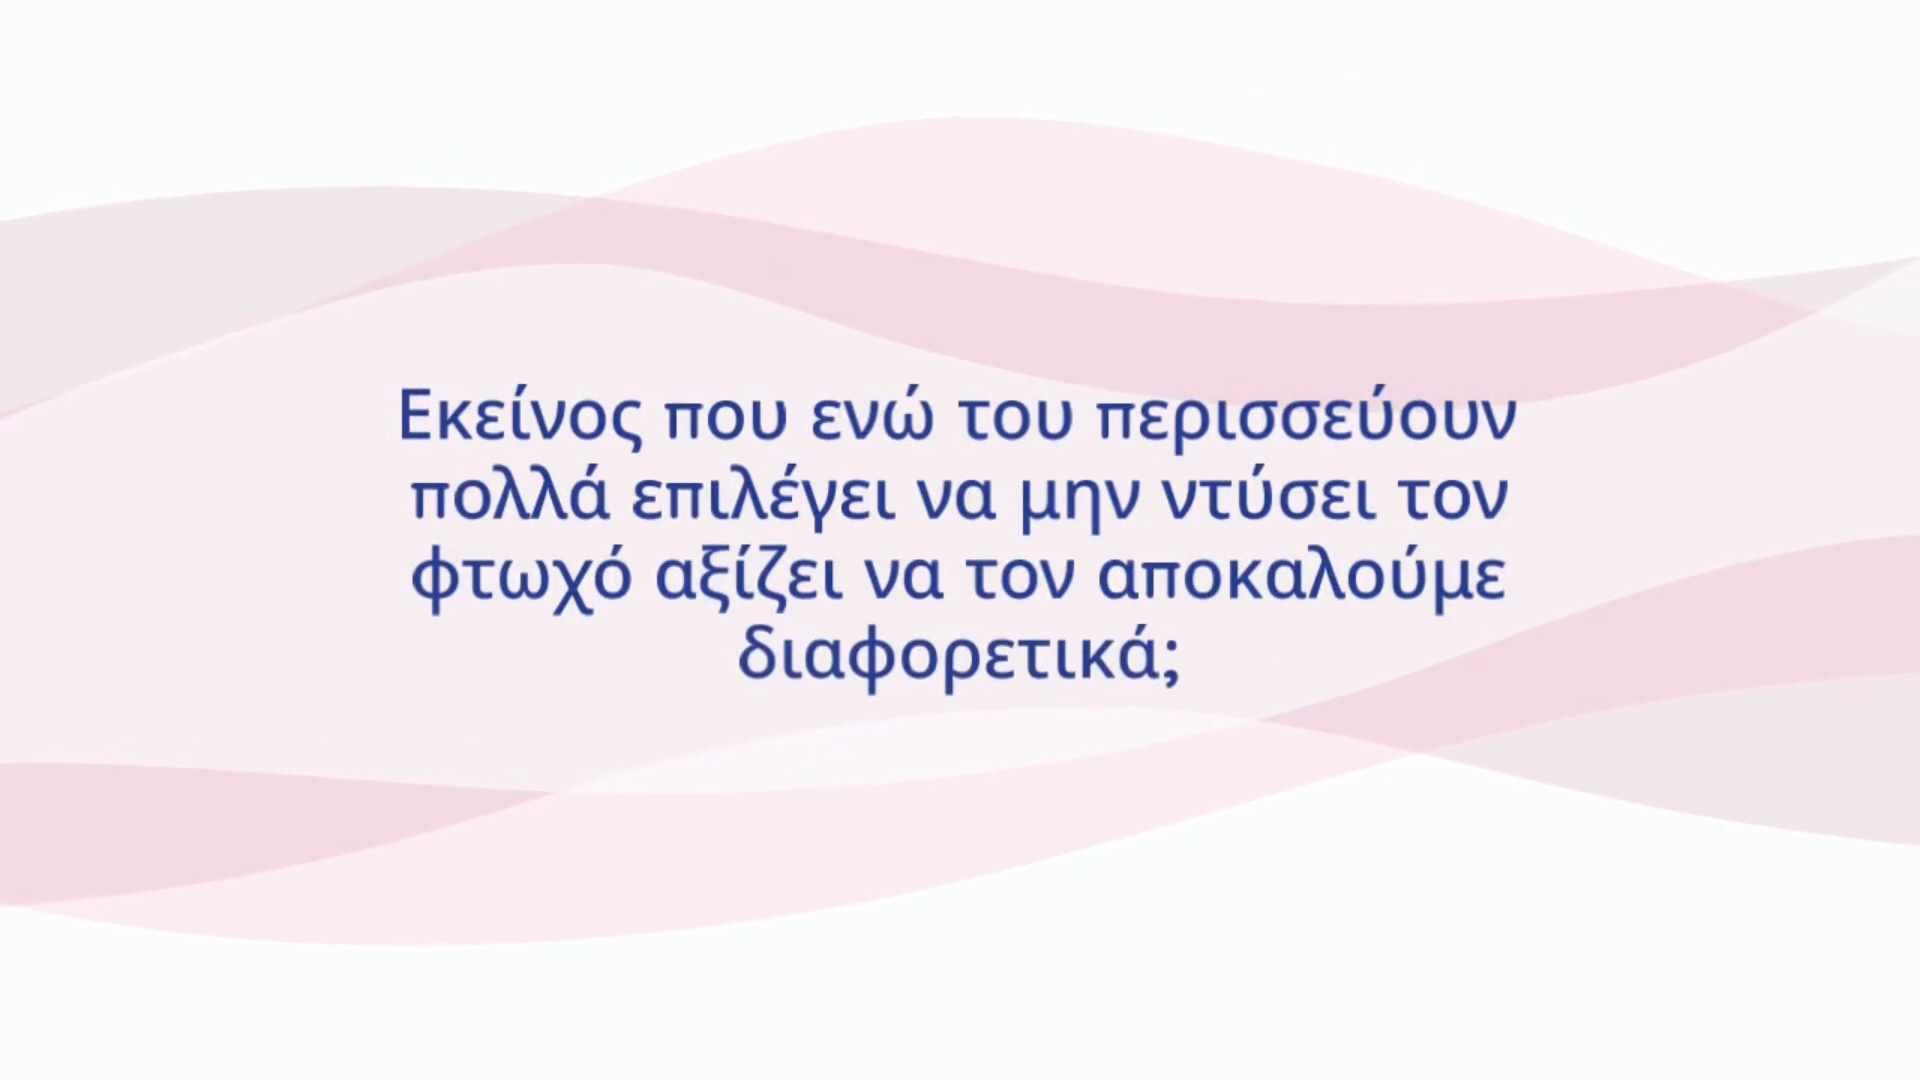 Εκείνος που ενώ του περισσεύουν
πολλά επιλέγει να μην ντύσει τον
φτωχό αξίζει να τον αποκαλούμε
διαφορετικά;